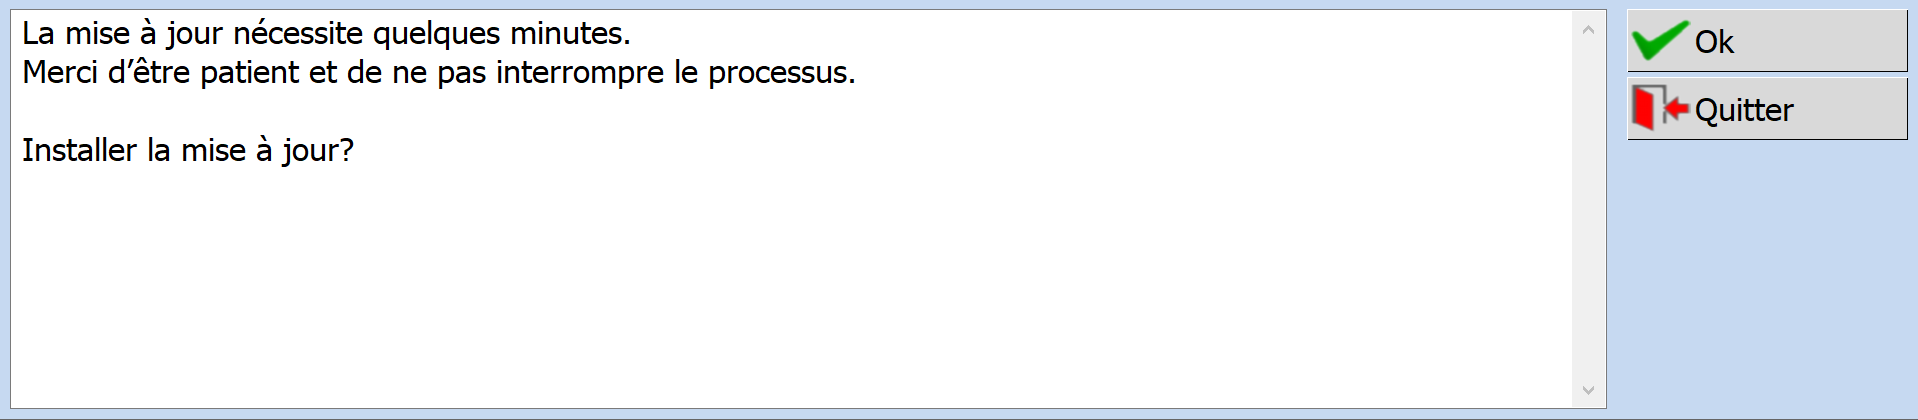 La mise à jour nécessite quelques minutes.
Merci d’être patient et de ne pas interrompre le processus.
Installer la mise à jour?
Ok
Quitter